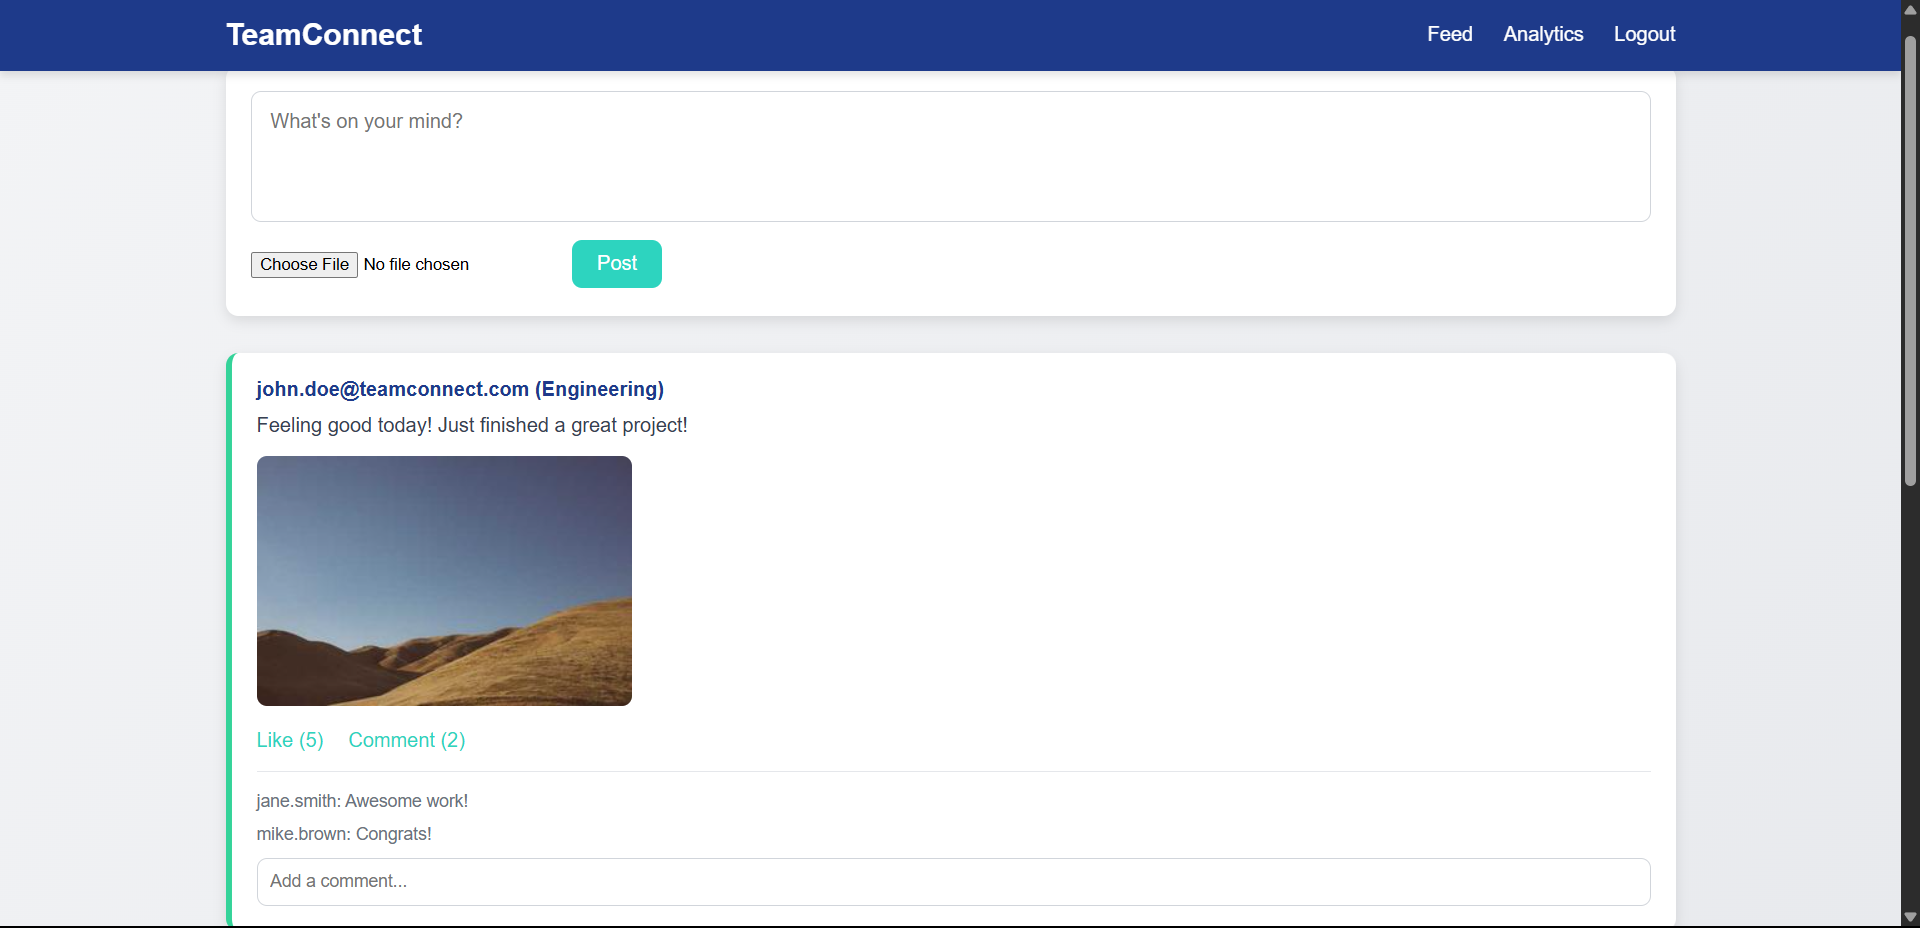 TeamConnect
Feed Analytics Logout
What's on your mind?
Choose File No file chosen
Post
john.doe@teamconnect.com (Engineering)
Feeling good today! Just finished a great project!
Like (5) Comment (2)
jane.smith: Awesome work!
mike.brown: Congrats!
Add a comment...